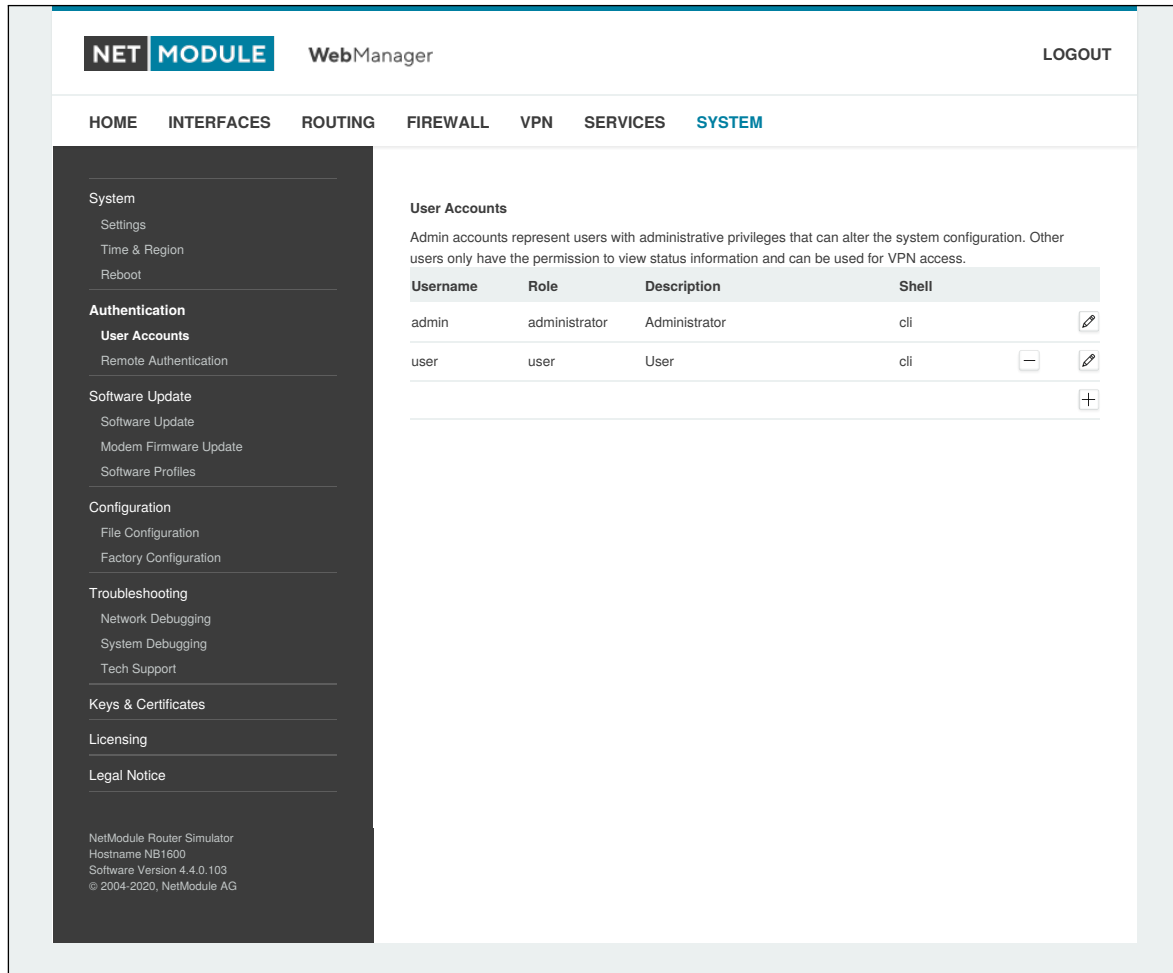 NET MODULE WebManager LOGOUT
HOME INTERFACES ROUTING FIREWALL VPN SERVICES SYSTEM
System
Settings
Time & Region
Reboot
Authentication
User Accounts
Remote Authentication
Software Update
Software Update
Modem Firmware Update
Software Profiles
Configuration
File Configuration
Factory Configuration
Troubleshooting
Network Debugging
System Debugging
Tech Support
Keys & Certificates
Licensing
Legal Notice
NetModule Router Simulator
Hostname NB1600
Software Version 4.4.0.103
© 2004-2020, NetModule AG
User Accounts
Admin accounts represent users with administrative privileges that can alter the system configuration. Other
users only have the permission to view status information and can be used for VPN access.
Username Role Description Shell
admin administrator Administrator cli
user user User cli